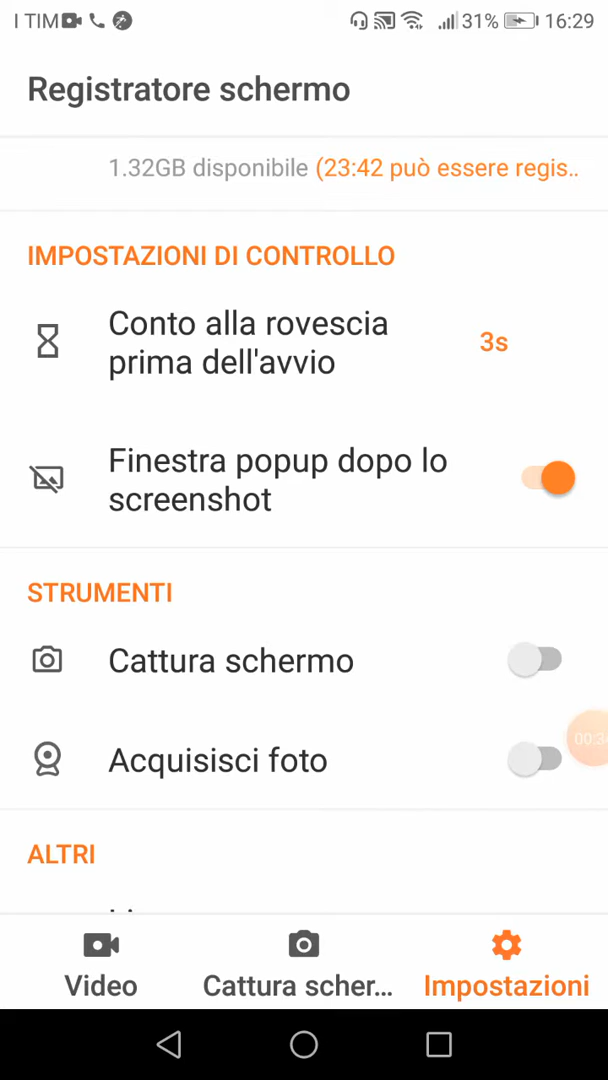 I TIM 31% 16:29
Registratore schermo
1.32GB disponibile (23:42 può essere regis..
IMPOSTAZIONI DI CONTROLLO
Conto alla rovescia
prima dell'avvio
3s
Finestra popup dopo lo
screenshot
STRUMENTI
Cattura schermo
Acquisisci foto
ALTRI
Video
Cattura scher...
Impostazioni